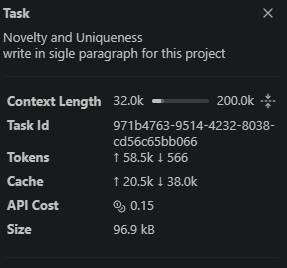 Task
Novelty and Uniqueness
write in sigle paragraph for this project
Context Length 32.0k 200.0k
Task Id 971b4763-9514-4232-8038-
cd56c65bb066
Tokens ↑ 58.5k ↓ 566
Cache ↑ 20.5k ↓ 38.0k
API Cost 0.15
Size 96.9 kB